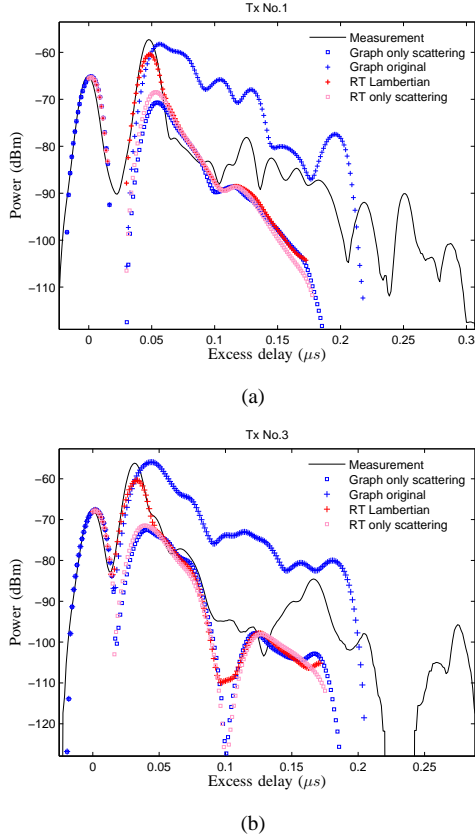 Tx No.1
Measurement
Graph only scattering
Graph original
RT Lambertian
RT only scattering
Power (dBm)
−60
−70
−80
−90
−100
−110
0
0.05
0.1
0.15
0.2
0.25
0.3
Excess delay (μs)
(a)
Tx No.3
Measurement
Graph only scattering
Graph original
RT Lambertian
RT only scattering
Power (dBm)
−60
−70
−80
−90
−100
−110
−120
0
0.05
0.1
0.15
0.2
0.25
Excess delay (μs)
(b)